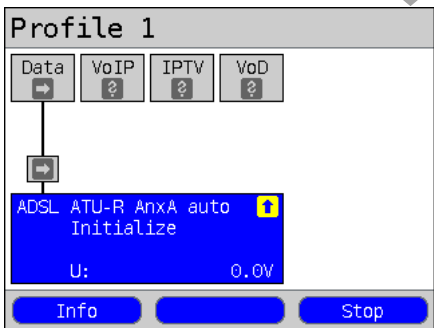 Profile 1
Data VoIP IPTV VoD
ADSL ATU-R AnxA auto
Initialize
U: 0.0V
Info Stop